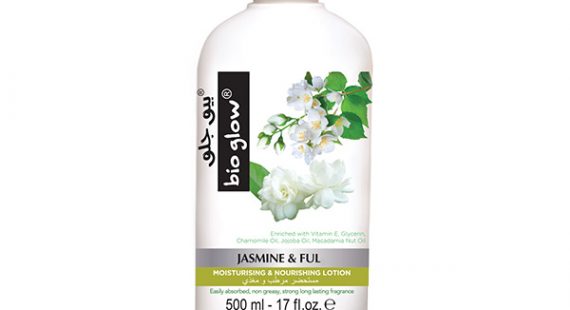 بيو جلو®
bio glow®
Enriched with Vitamin E, Glycerin,
Chamomile Oil, Jojoba Oil, Macadamia Nut Oil
JASMINE & FUL
MOISTURISING & NOURISHING LOTION
مستحضر مرطب و مغذي
Easily absorbed, non greasy, strong long lasting fragrance
500 ml - 17 fl.oz. ℮